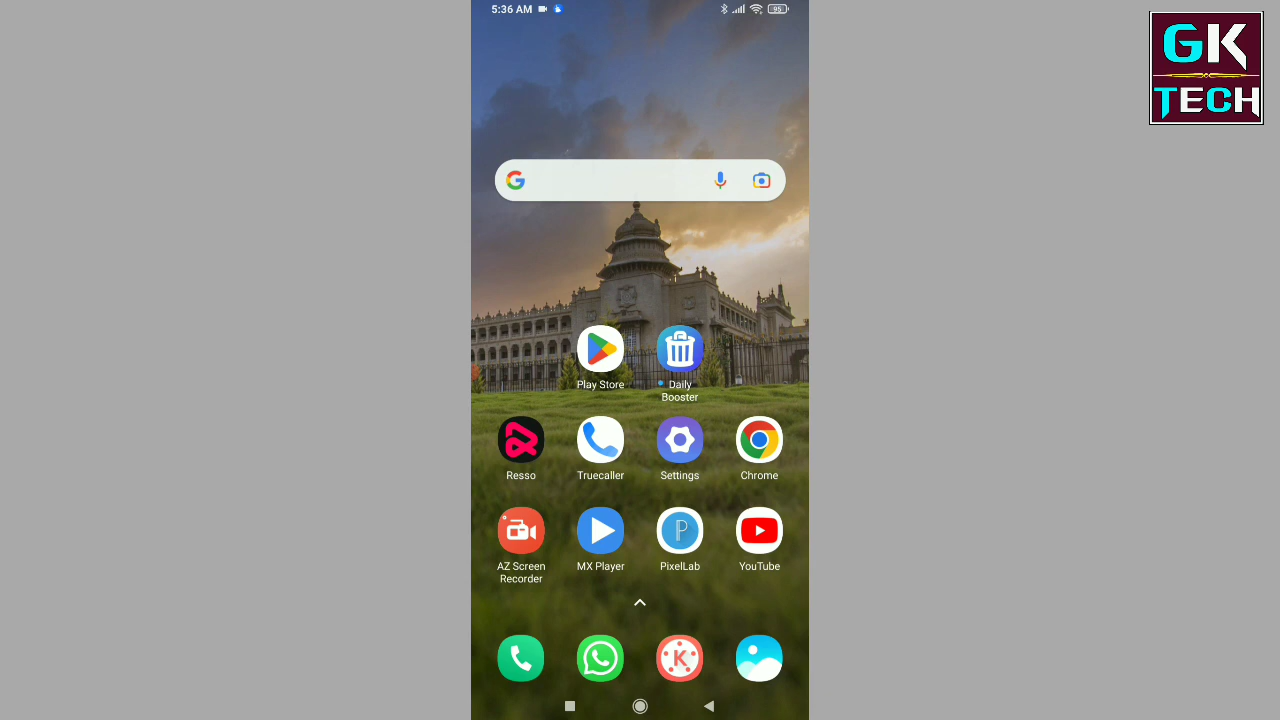 5:36 AM
95
GK
TECH
Play Store
Daily
Booster
Resso
Truecaller
Settings
Chrome
AZ Screen
Recorder
MX Player
PixelLab
YouTube